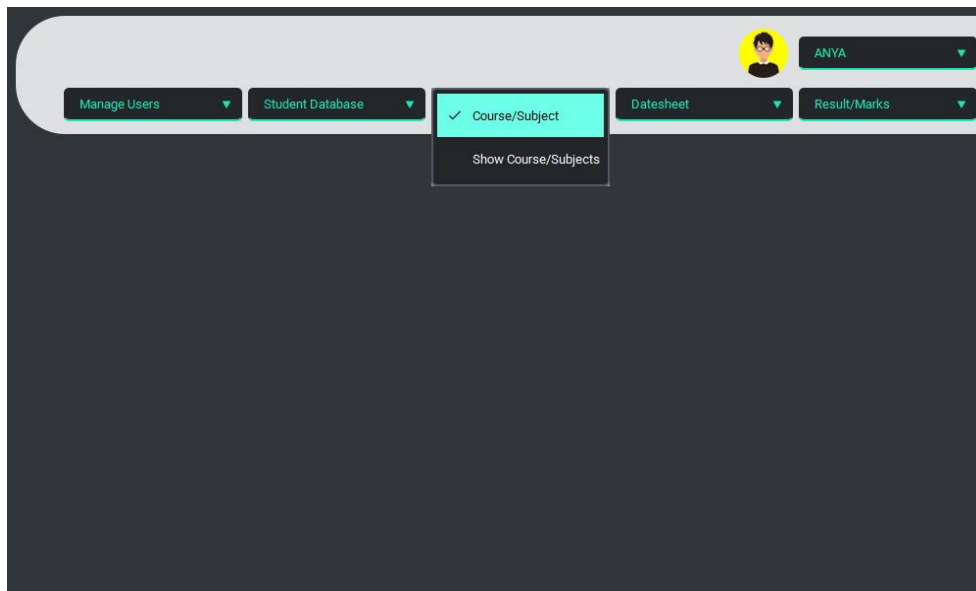 ANYA
Manage Users
Student Database
Course/Subject
Show Course/Subjects
Datesheet
Result/Marks